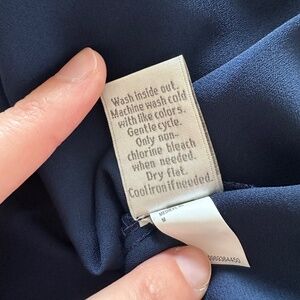 Wash inside out.
Machine wash cold
with like colors.
Gentle cycle.
Only non-
chlorine bleach
when needed.
Dry flat.
Cool iron if needed.
M